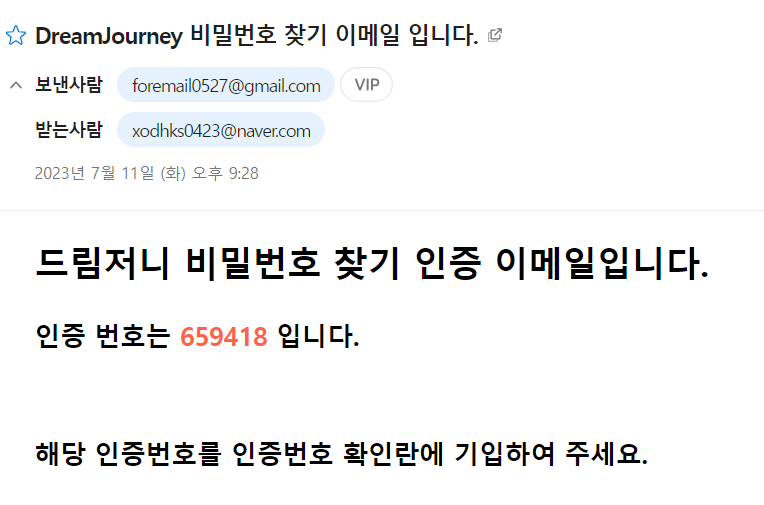 DreamJourney 비밀번호 찾기 이메일 입니다.
보낸사람 foremail0527@gmail.com VIP
받는사람 xodhks0423@naver.com
2023년 7월 11일 (화) 오후 9:28
드림저니 비밀번호 찾기 인증 이메일입니다.
인증 번호는 659418 입니다.
해당 인증번호를 인증번호 확인란에 기입하여 주세요.